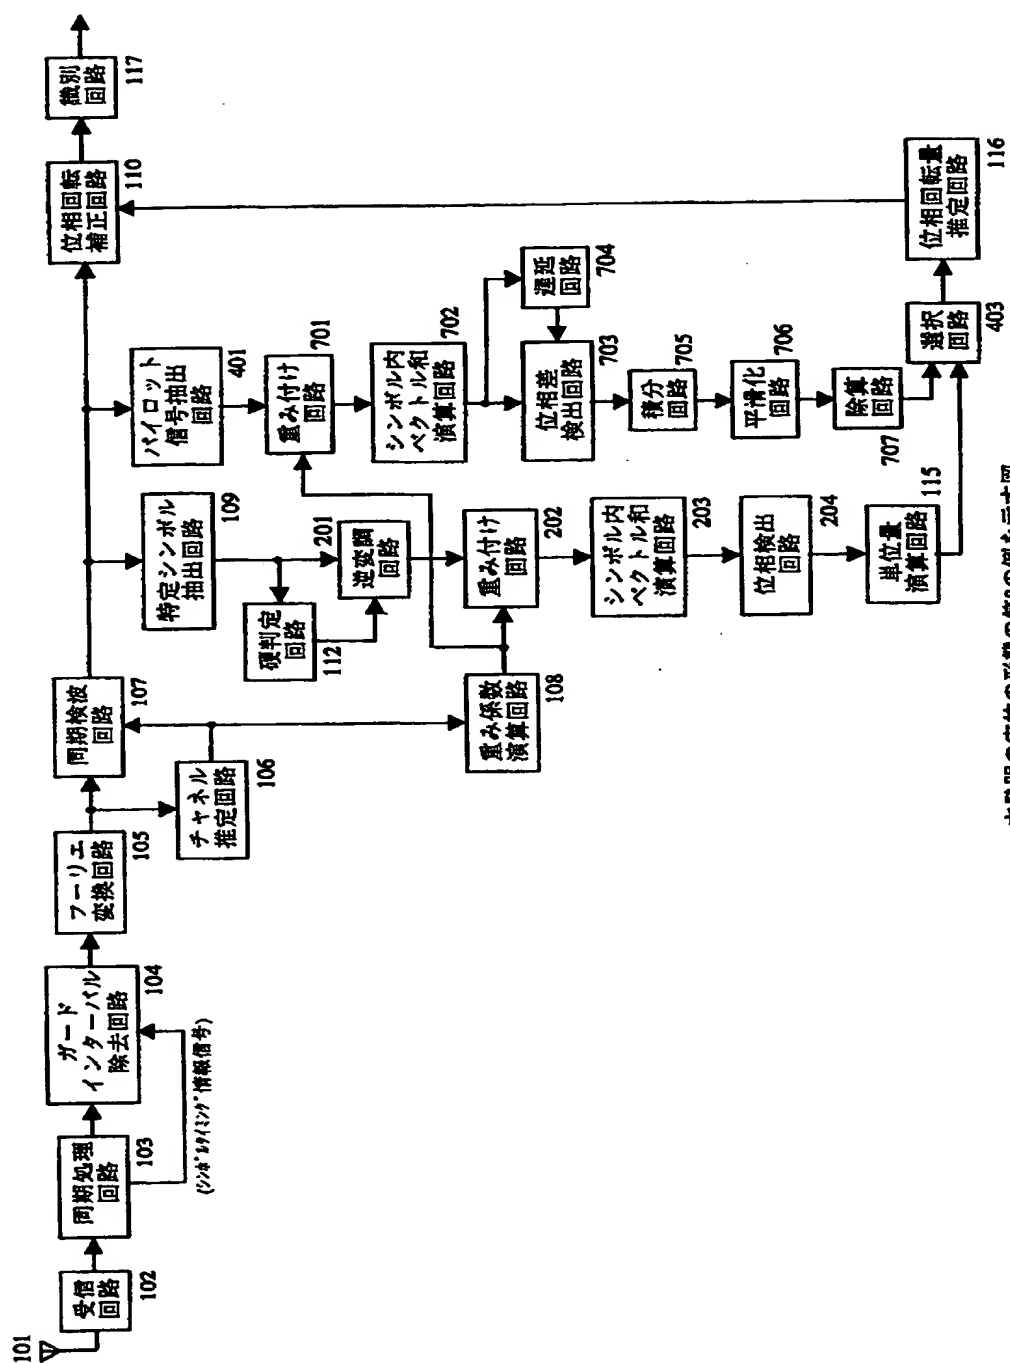 101
受信
回路
102
同期処理
回路
103
(シンボルタイミング情報信号)
ガード
インターバル
除去回路
104
フーリエ
変換回路
105
チャネル
推定回路
106
同期検波
回路
107
重み係数
演算回路
108
特定シンボル
抽出回路
109
硬判定
回路
112
逆変調
回路
201
重み付け
回路
202
シンボル内
ベクトル和
演算回路
203
位相検出
回路
204
単位量
演算回路
115
パイロット
信号抽出
回路
401
重み付け
回路
701
シンボル内
ベクトル和
演算回路
702
遅延
回路
704
位相差
検出回路
703
積分
回路
705
平滑化
回路
706
除算
回路
707
選択
回路
403
位相回転量
推定回路
116
位相回転
補正回路
110
識別
回路
117